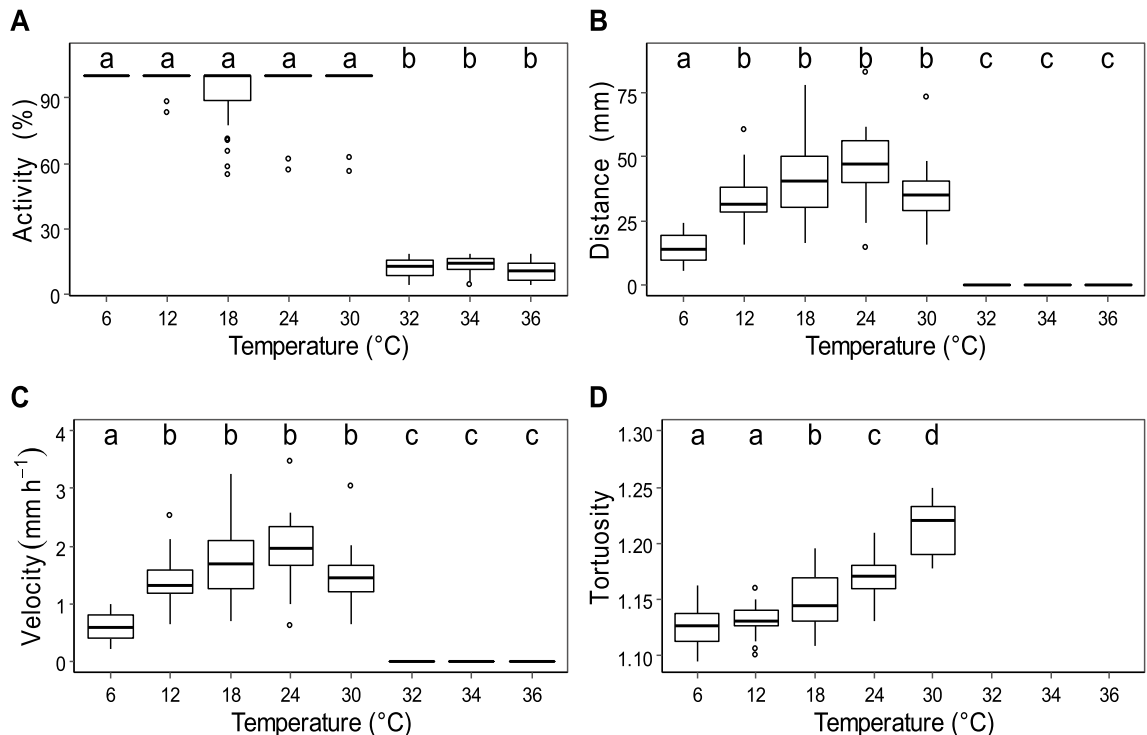 A
a a a a a b b b
Activity (%)
90
60
30
0
6 12 18 24 30 32 34 36
Temperature (°C)
B
a b b b b c c c
Distance (mm)
75
50
25
0
6 12 18 24 30 32 34 36
Temperature (°C)
C
a b b b b c c c
Velocity (mm h⁻¹)
4
3
2
1
0
6 12 18 24 30 32 34 36
Temperature (°C)
D
a a b c d
Tortuosity
1.30
1.25
1.20
1.15
1.10
6 12 18 24 30 32 34 36
Temperature (°C)